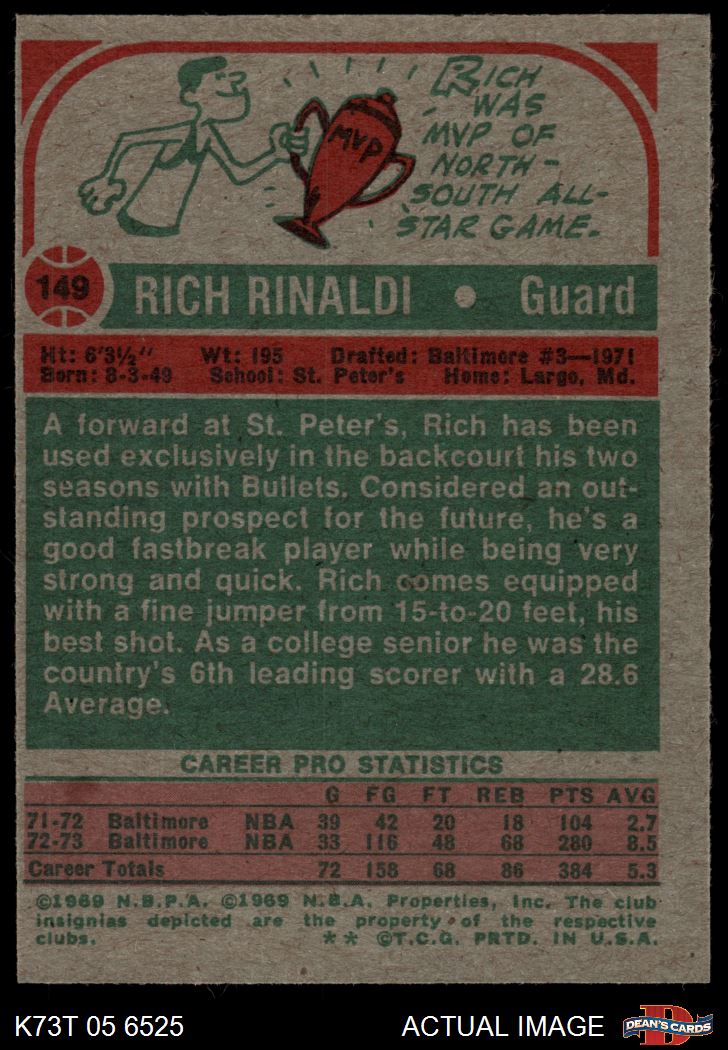 RICH
WAS
MVP OF
NORTH-
SOUTH ALL-
STAR GAME.
MVP
149
RICH RINALDI • Guard
Ht: 6'3½" Wt: 195 Drafted: Baltimore #3—1971
Born: 8-3-49 School: St. Peter's Home: Largo, Md.
A forward at St. Peter's, Rich has been
used exclusively in the backcourt his two
seasons with Bullets. Considered an out-
standing prospect for the future, he's a
good fastbreak player while being very
strong and quick. Rich comes equipped
with a fine jumper from 15-to-20 feet, his
best shot. As a college senior he was the
country's 6th leading scorer with a 28.6
Average.
CAREER PRO STATISTICS
G FG FT REB PTS AVG
71-72 Baltimore NBA 39 42 20 18 104 2.7
72-73 Baltimore NBA 33 116 48 68 280 8.5
Career Totals 72 158 68 86 384 5.3
©1969 N.B.P.A. ©1969 N.B.A. Properties, Inc. The club
insignias depicted are the property of the respective
clubs. ** ©T.C.G. PRTD. IN U.S.A.
K73T 05 6525 ACTUAL IMAGE
D
DEAN'S CARDS